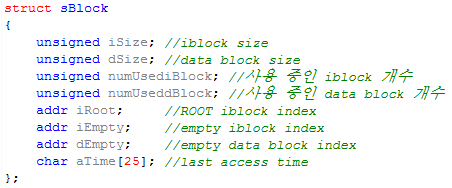 struct sBlock
{
unsigned iSize; //iblock size
unsigned dSize; //data block size
unsigned numUsediBlock; //사용 중인 iblock 개수
unsigned numUseddBlock; //사용 중인 data block 개수
addr iRoot; //ROOT iblock index
addr iEmpty; //empty iblock index
addr dEmpty; //empty data block index
char aTime[25]; //last access time
};